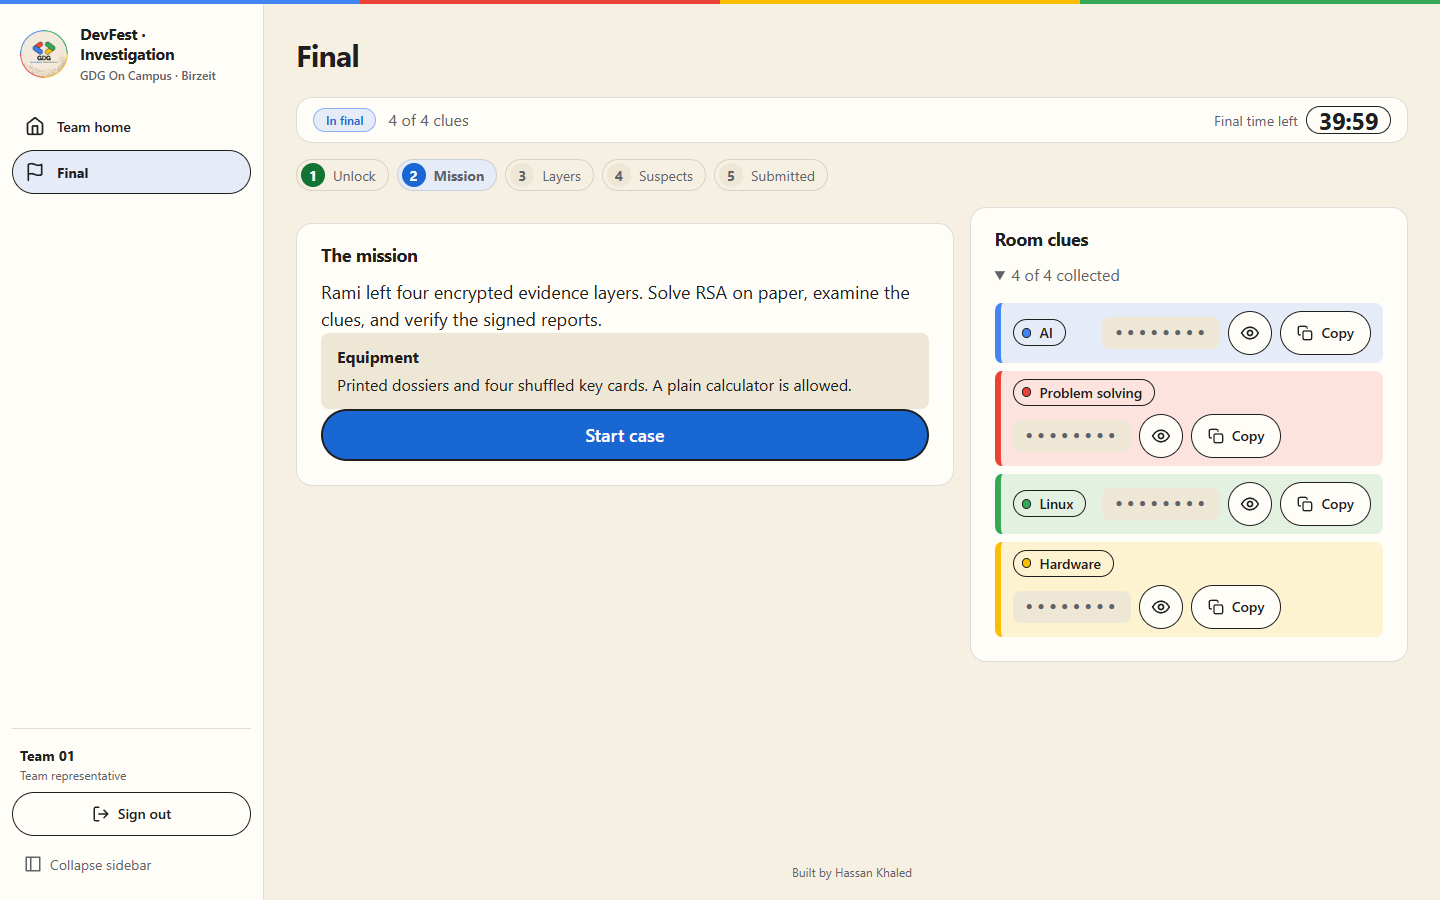 DevFest ·
Investigation
GDG On Campus · Birzeit
GDG
Team home
Final
Team 01
Team representative
Sign out
Collapse sidebar
Final
In final
4 of 4 clues
Final time left
39:59
1 Unlock
2 Mission
3 Layers
4 Suspects
5 Submitted
The mission
Rami left four encrypted evidence layers. Solve RSA on paper, examine the
clues, and verify the signed reports.
Equipment
Printed dossiers and four shuffled key cards. A plain calculator is allowed.
Start case
Room clues
▼ 4 of 4 collected
AI •••••••• Copy
Problem solving
•••••••• Copy
Linux •••••••• Copy
Hardware
•••••••• Copy
Built by Hassan Khaled